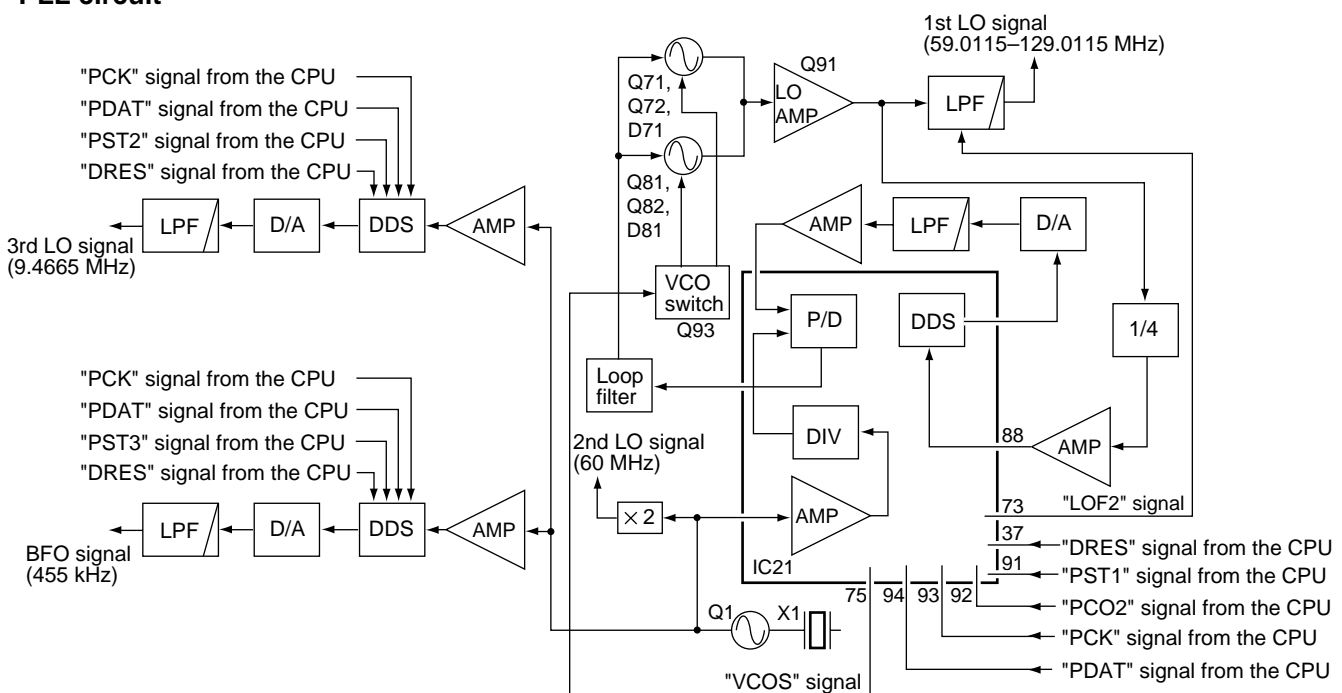 1st LO signal
(59.0115–129.0115 MHz)
"PCK" signal from the CPU
"PDAT" signal from the CPU
"PST2" signal from the CPU
"DRES" signal from the CPU
LPF
D/A
DDS
AMP
3rd LO signal
(9.4665 MHz)
Q71,
Q72,
D71
Q81,
Q82,
D81
Q91
LO
AMP
LPF
AMP
LPF
D/A
VCO
switch
Q93
P/D
DDS
1/4
Loop
filter
DIV
88
AMP
"PCK" signal from the CPU
"PDAT" signal from the CPU
"PST3" signal from the CPU
"DRES" signal from the CPU
LPF
D/A
DDS
AMP
BFO signal
(455 kHz)
2nd LO signal
(60 MHz)
× 2
AMP
IC21
73
"LOF2" signal
37
"DRES" signal from the CPU
91
"PST1" signal from the CPU
75
94
93
92
"PCO2" signal from the CPU
"PCK" signal from the CPU
"PDAT" signal from the CPU
Q1
X1
"VCOS" signal